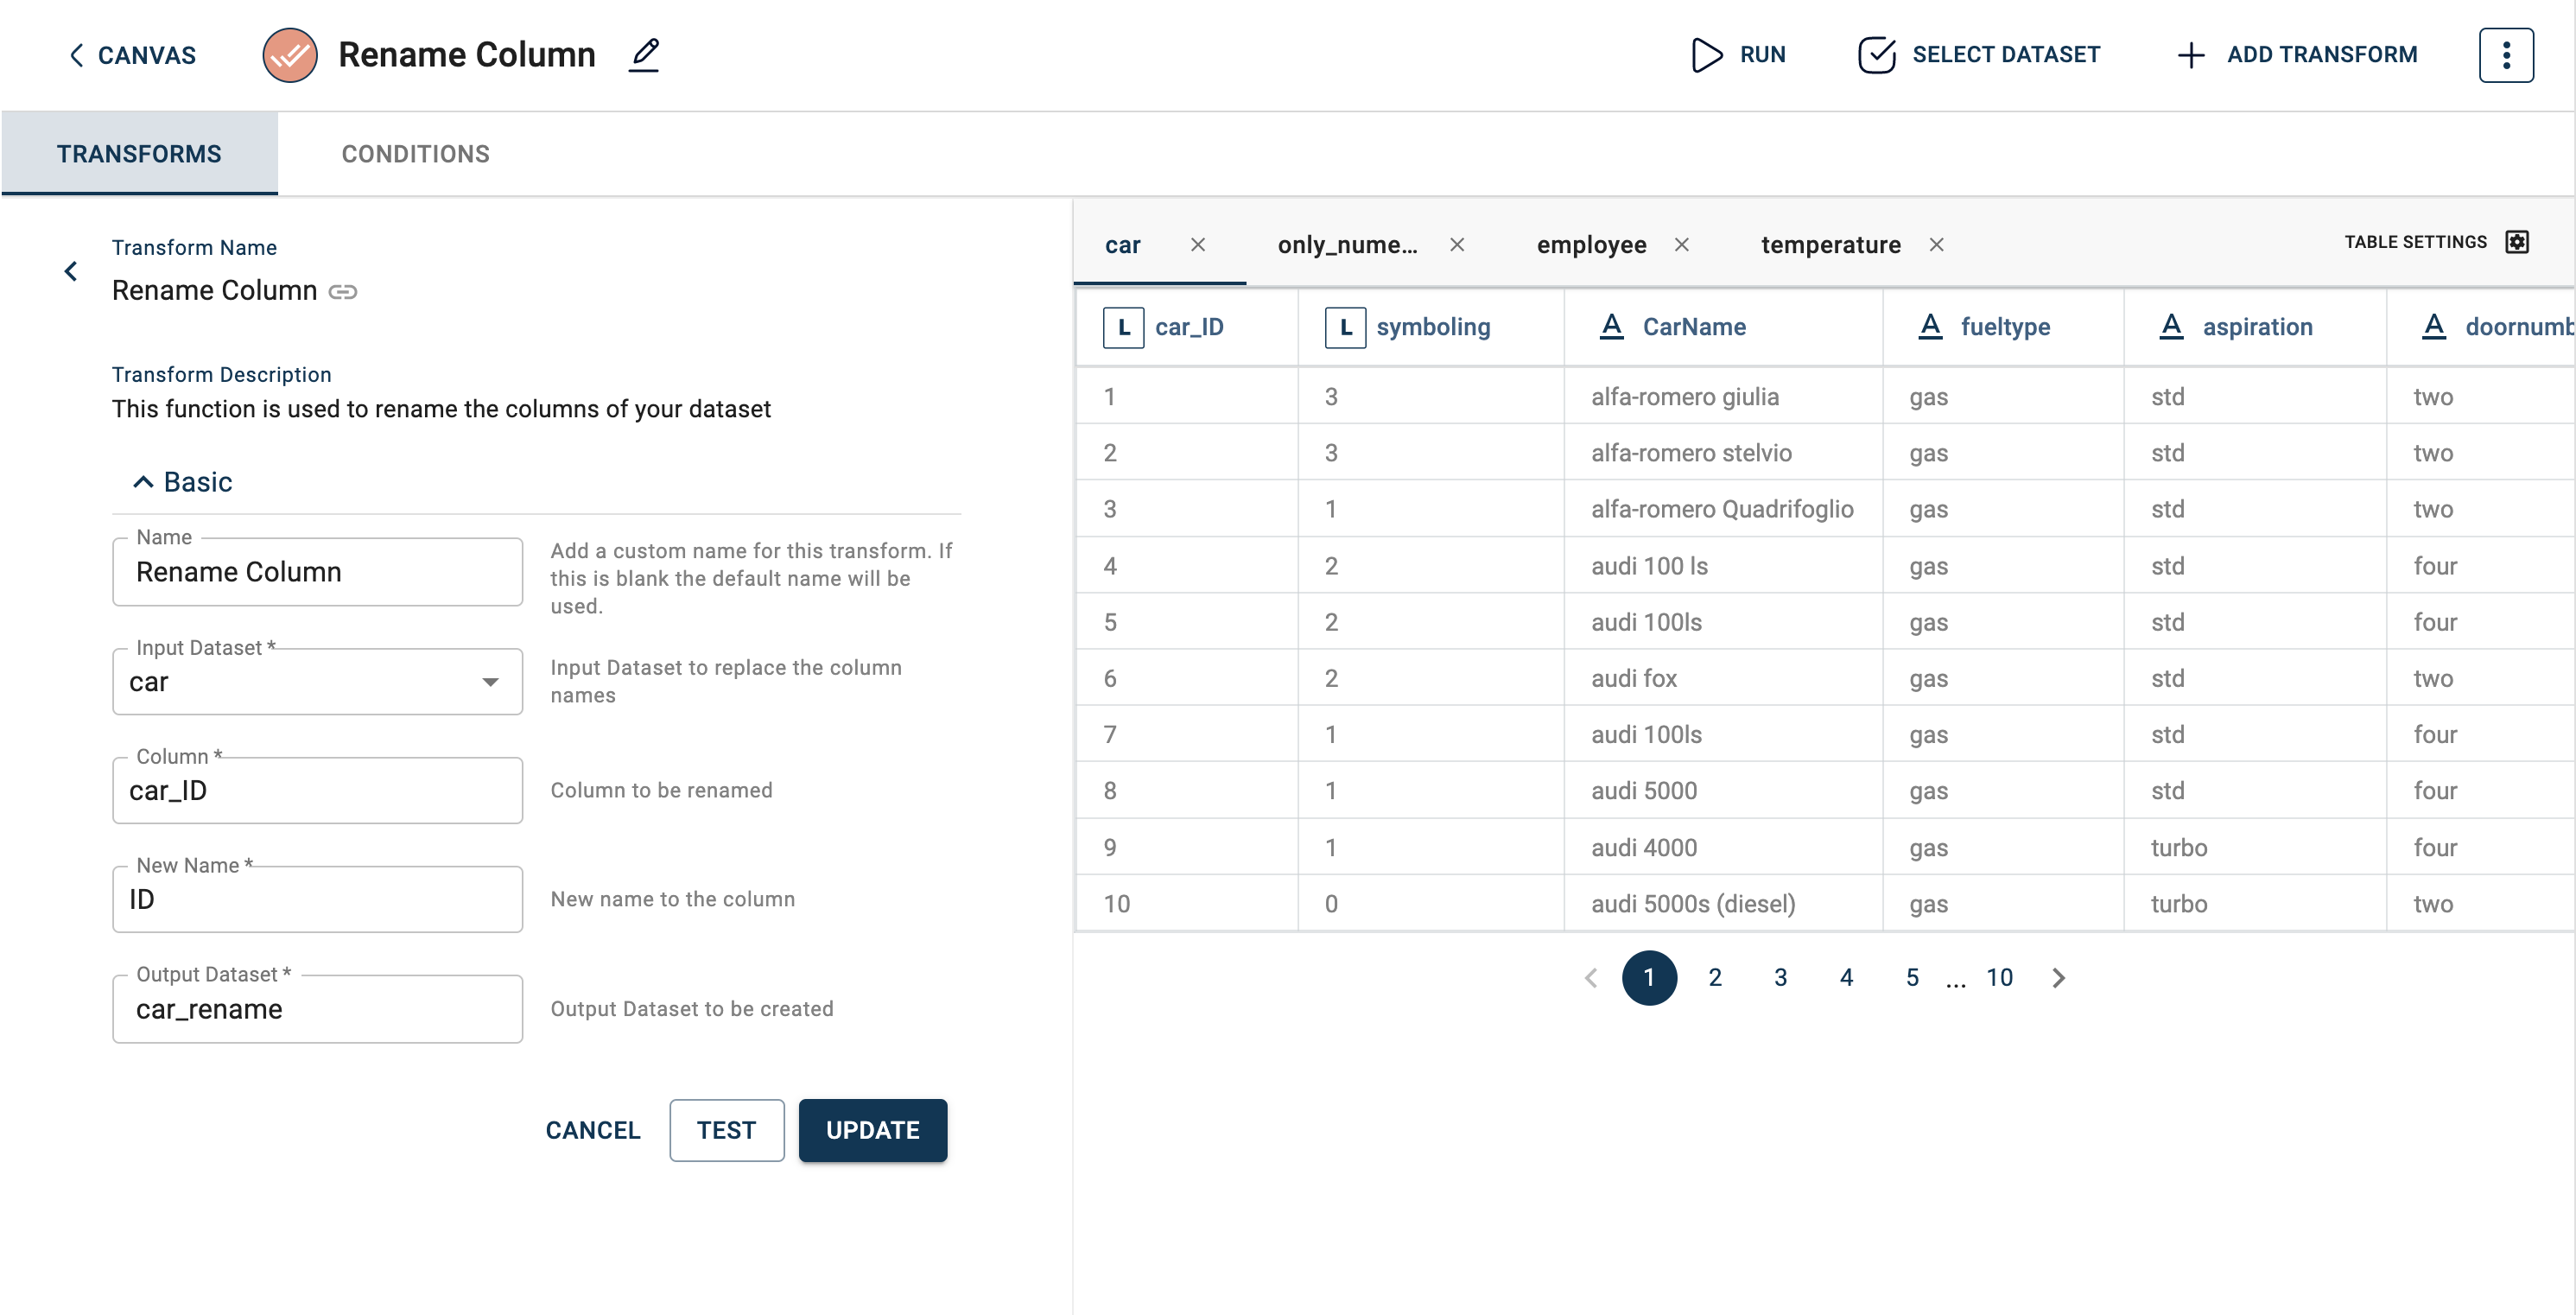 CANVAS
Rename Column
RUN
SELECT DATASET
ADD TRANSFORM
TRANSFORMS
CONDITIONS
Transform Name
Rename Column
Transform Description
This function is used to rename the columns of your dataset
Basic
Name
Rename Column
Add a custom name for this transform. If
this is blank the default name will be
used.
Input Dataset *
car
Input Dataset to replace the column
names
Column *
car_ID
Column to be renamed
New Name *
ID
New name to the column
Output Dataset *
car_rename
Output Dataset to be created
CANCEL TEST UPDATE
car only_nume... employee temperature TABLE SETTINGS
L car_ID L symboling A CarName A fueltype A aspiration A doornumb
1 3 alfa-romero giulia gas std two
2 3 alfa-romero stelvio gas std two
3 1 alfa-romero Quadrifoglio gas std two
4 2 audi 100 ls gas std four
5 2 audi 100ls gas std four
6 2 audi fox gas std two
7 1 audi 100ls gas std four
8 1 audi 5000 gas std four
9 1 audi 4000 gas turbo four
10 0 audi 5000s (diesel) gas turbo two
1 2 3 4 5 ... 10